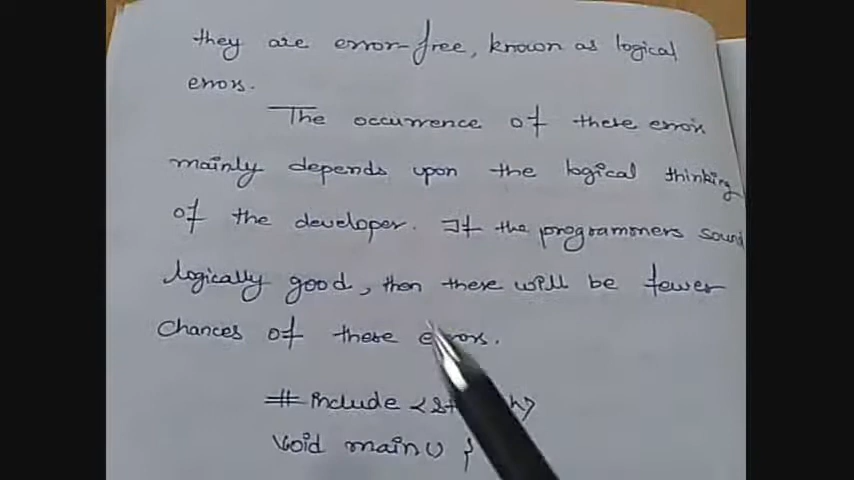 they are error-free, known as logical
errors.
The occurrence of these errors
mainly depends upon the logical thinking
of the developer. If the programmers sound
logically good, then there will be fewer
chances of these errors.
# include <st h>
void main() {